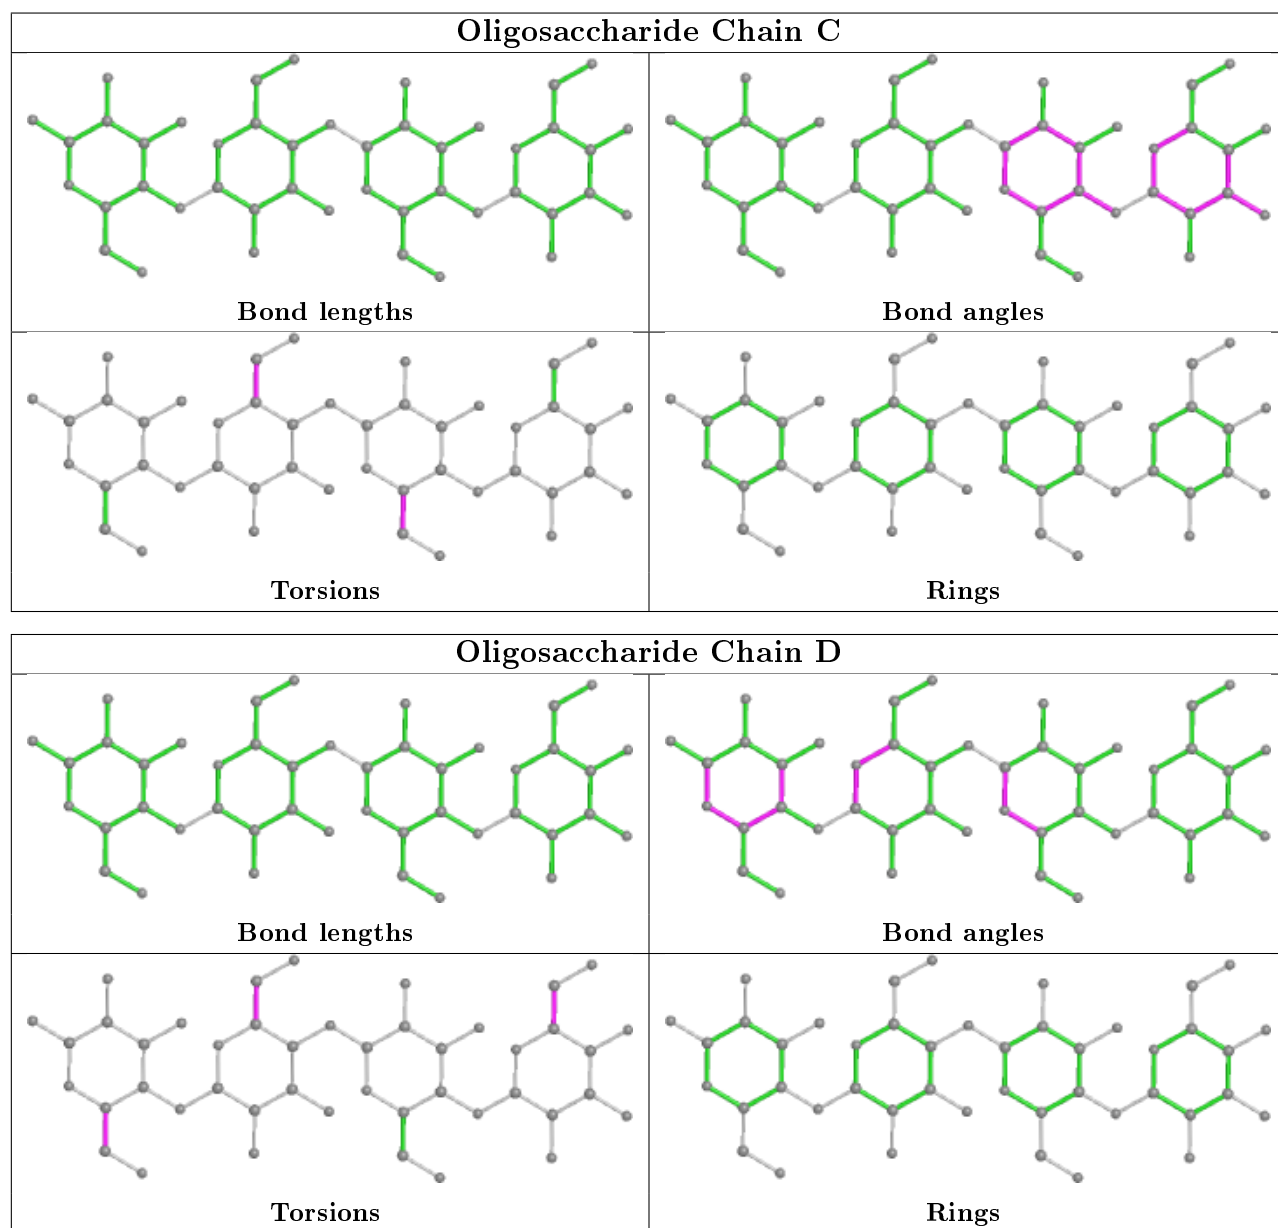 Oligosaccharide Chain C
Bond lengths
Bond angles
Torsions
Rings
Oligosaccharide Chain D
Bond lengths
Bond angles
Torsions
Rings